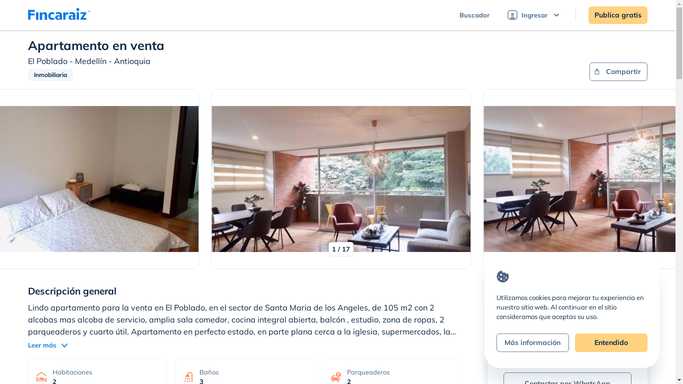 Fincaraiz
Buscador
Ingresar
Publica gratis
Apartamento en venta
El Poblado - Medellín - Antioquia
Inmobiliaria
Compartir
1 / 17
Descripción general
Lindo apartamento para la venta en El Poblado, en el sector de Santa Maria de los Angeles, de 105 m2 con 2
alcobas mas alcoba de servicio, amplia sala comedor, cocina integral abierta, balcón , estudio, zona de ropas, 2
parqueaderos y cuarto útil. Apartamento en perfecto estado, en parte plana cerca a la iglesia, supermercados, la...
Leer más
Habitaciones
2
Baños
3
Parqueaderos
2
Utilizamos cookies para mejorar tu experiencia en
nuestro sitio web. Al continuar en el sitio
consideramos que aceptas su uso.
Más información
Entendido
Contactar por WhatsApp